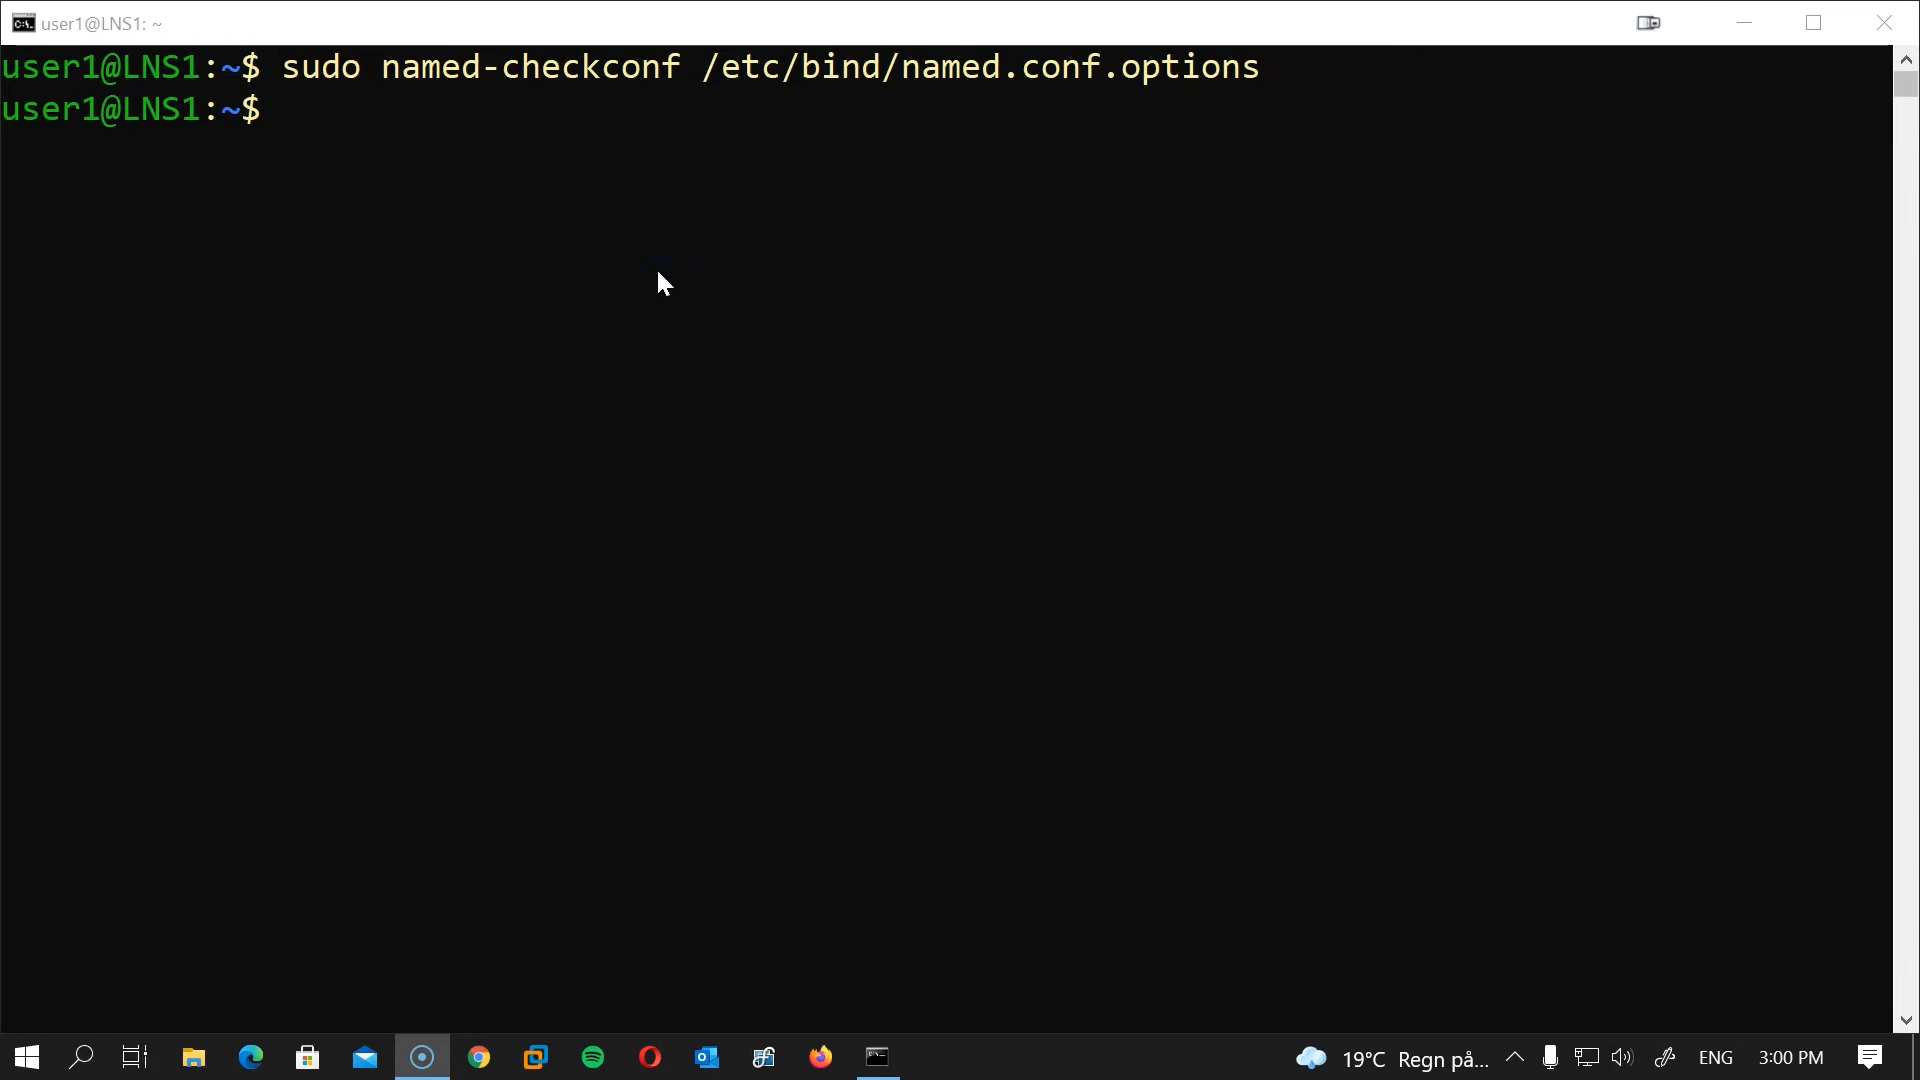 user1@LNS1: ~
user1@LNS1:~$ sudo named-checkconf /etc/bind/named.conf.options
user1@LNS1:~$
19°C Regn på... ENG 3:00 PM